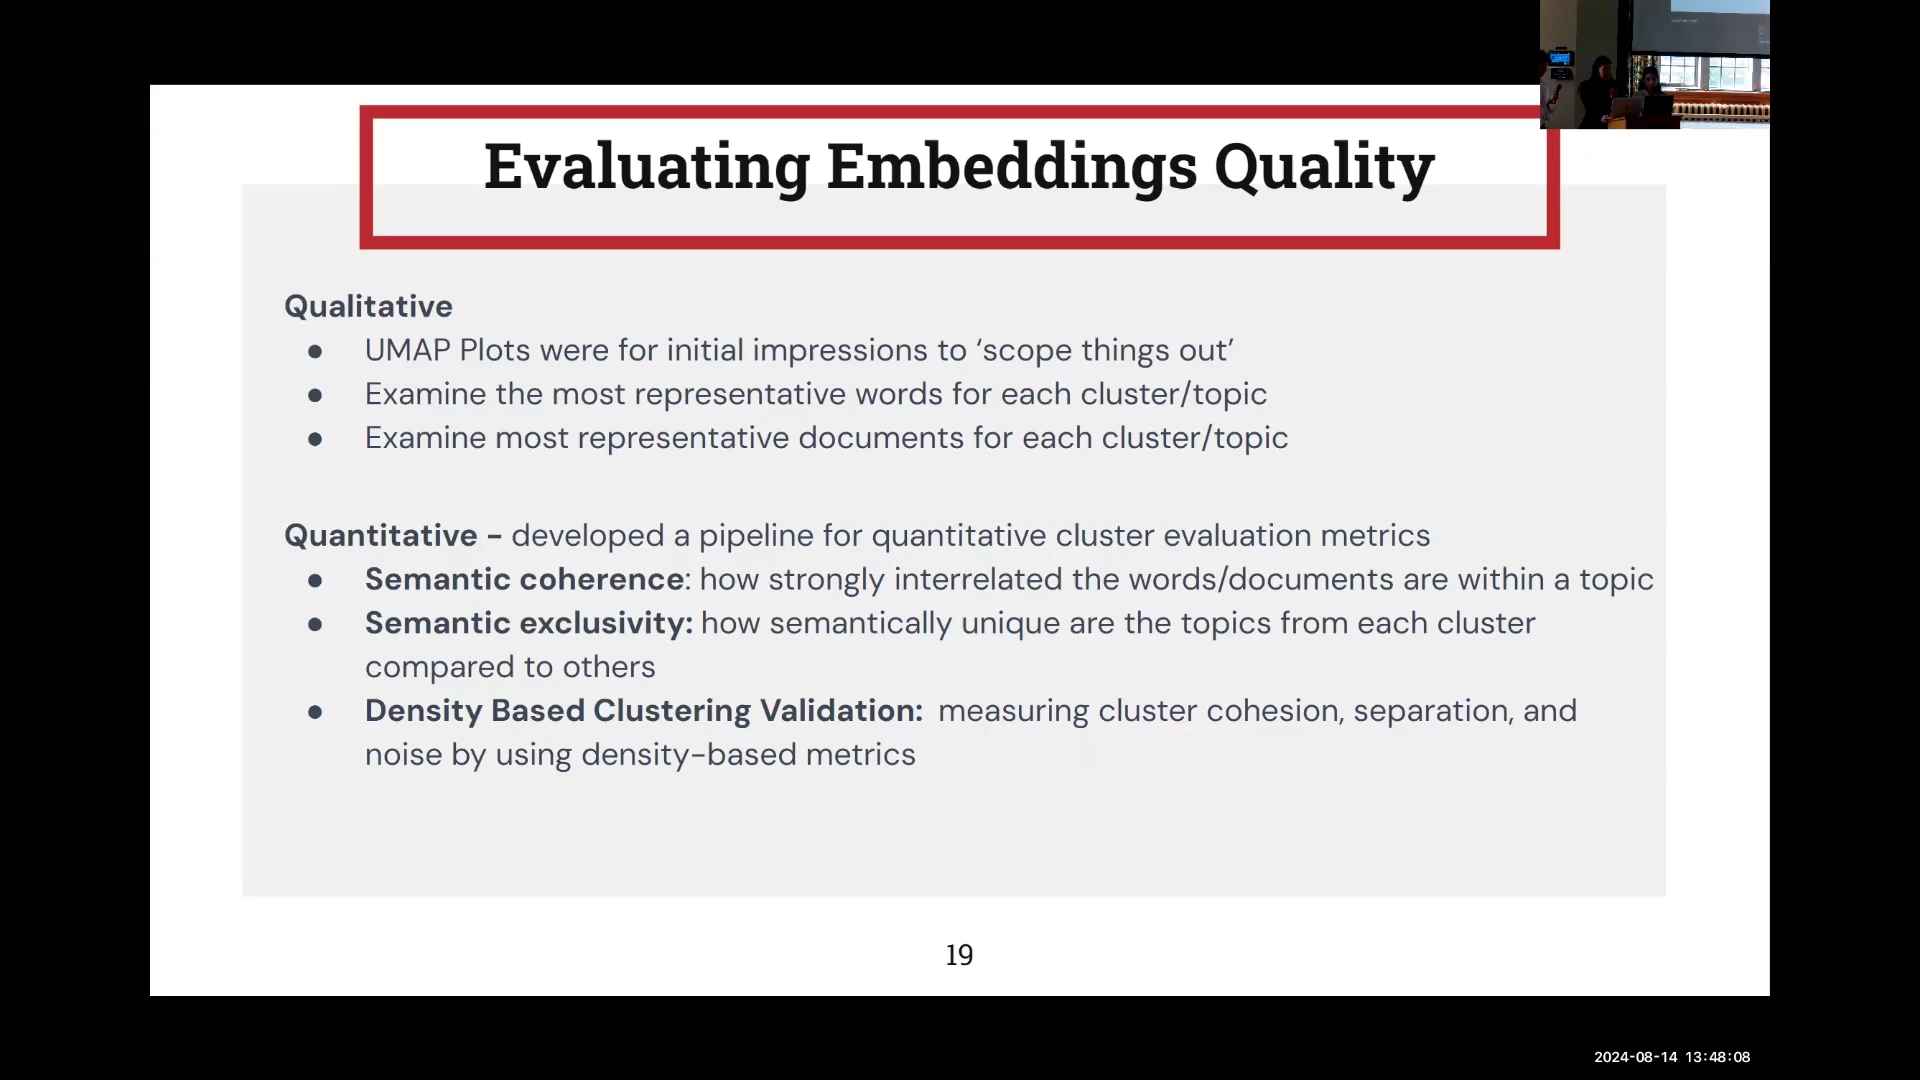 Evaluating Embeddings Quality
Qualitative
● UMAP Plots were for initial impressions to ‘scope things out’
● Examine the most representative words for each cluster/topic
● Examine most representative documents for each cluster/topic
Quantitative – developed a pipeline for quantitative cluster evaluation metrics
● Semantic coherence: how strongly interrelated the words/documents are within a topic
● Semantic exclusivity: how semantically unique are the topics from each cluster
compared to others
● Density Based Clustering Validation: measuring cluster cohesion, separation, and
noise by using density-based metrics
19
2024-08-14 13:48:08